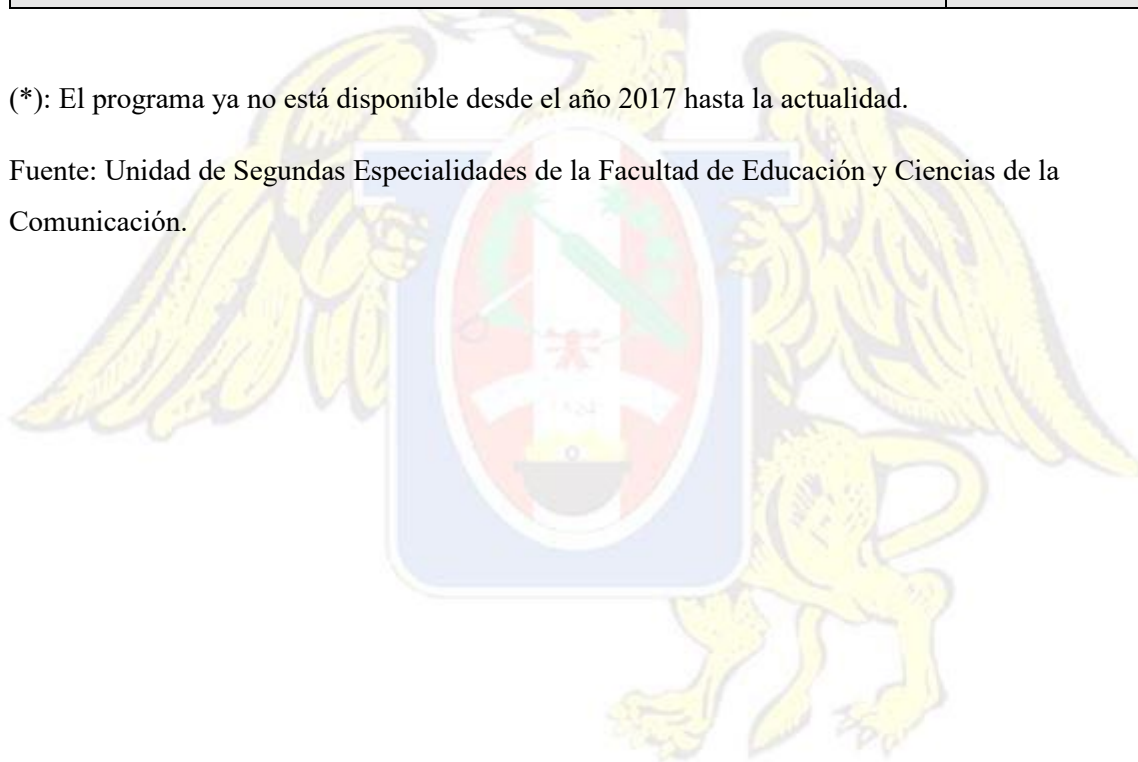 (*): El programa ya no está disponible desde el año 2017 hasta la actualidad.
Fuente: Unidad de Segundas Especialidades de la Facultad de Educación y Ciencias de la
Comunicación.
1824